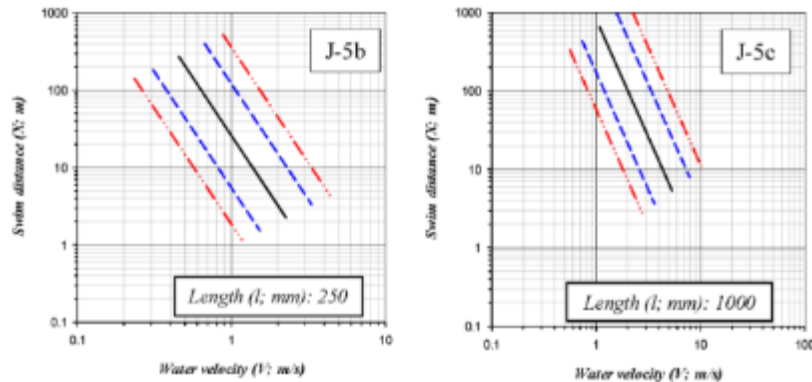 1000
100
10
1
0.1
Swim distance (X; m)
J-5b
Length (l; mm): 250
0.1
1
10
Water velocity (V; m/s)
1000
100
10
1
0.1
Swim distance (X; m)
J-5c
Length (l; mm): 1000
0.1
1
10
100
Water velocity (V; m/s)